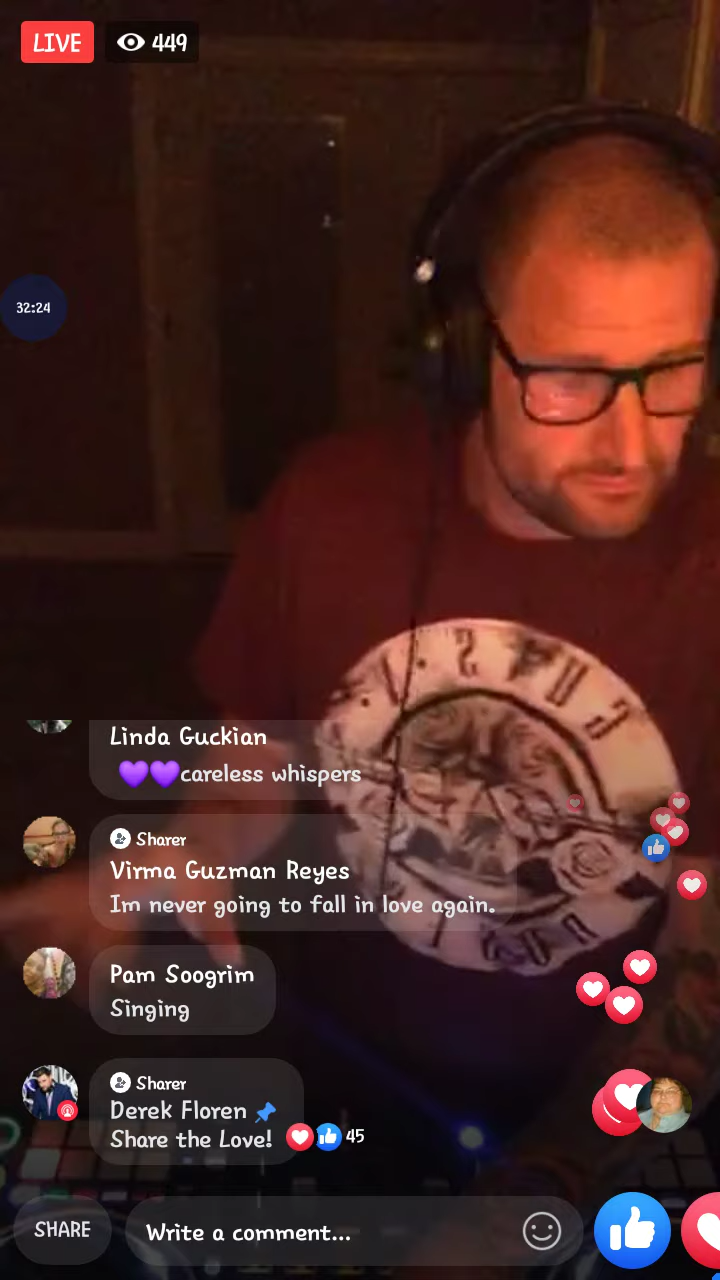 LIVE
449
32:24
Linda Guckian
💜💜careless whispers
Sharer
Virma Guzman Reyes
Im never going to fall in love again.
Pam Soogrim
Singing
Sharer
Derek Floren 📌
Share the Love!
45
SHARE
Write a comment...